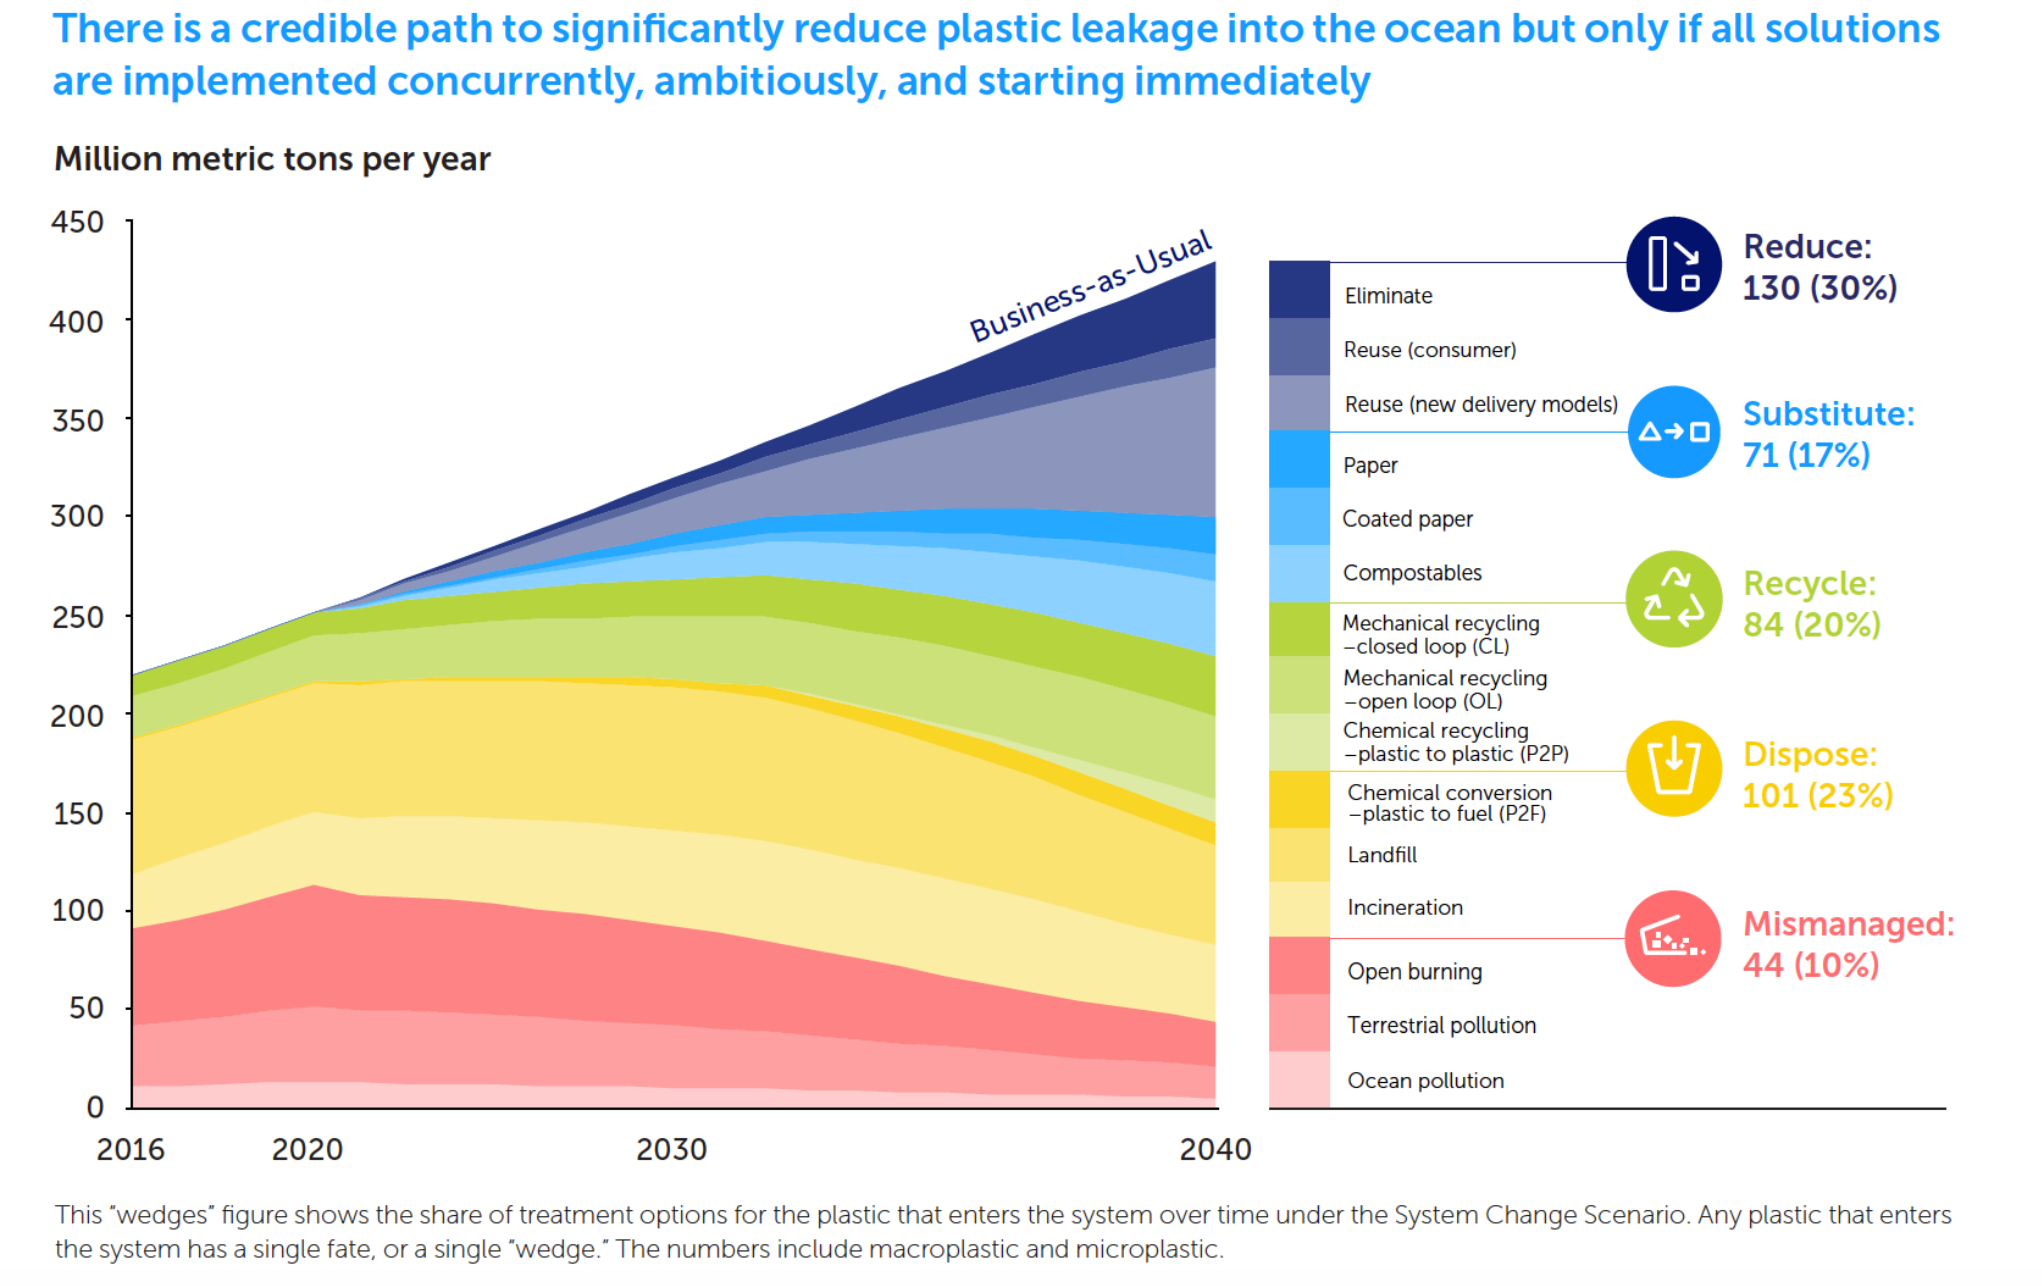 There is a credible path to significantly reduce plastic leakage into the ocean but only if all solutions
are implemented concurrently, ambitiously, and starting immediately
Million metric tons per year
450
400
350
300
250
200
150
100
50
0
2016
2020
2030
2040
Business-as-Usual
Eliminate
Reuse (consumer)
Reuse (new delivery models)
Paper
Coated paper
Compostables
Mechanical recycling
–closed loop (CL)
Mechanical recycling
–open loop (OL)
Chemical recycling
–plastic to plastic (P2P)
Chemical conversion
–plastic to fuel (P2F)
Landfill
Incineration
Open burning
Terrestrial pollution
Ocean pollution
Reduce:
130 (30%)
Substitute:
71 (17%)
Recycle:
84 (20%)
Dispose:
101 (23%)
Mismanaged:
44 (10%)
This “wedges” figure shows the share of treatment options for the plastic that enters the system over time under the System Change Scenario. Any plastic that enters
the system has a single fate, or a single “wedge.” The numbers include macroplastic and microplastic.